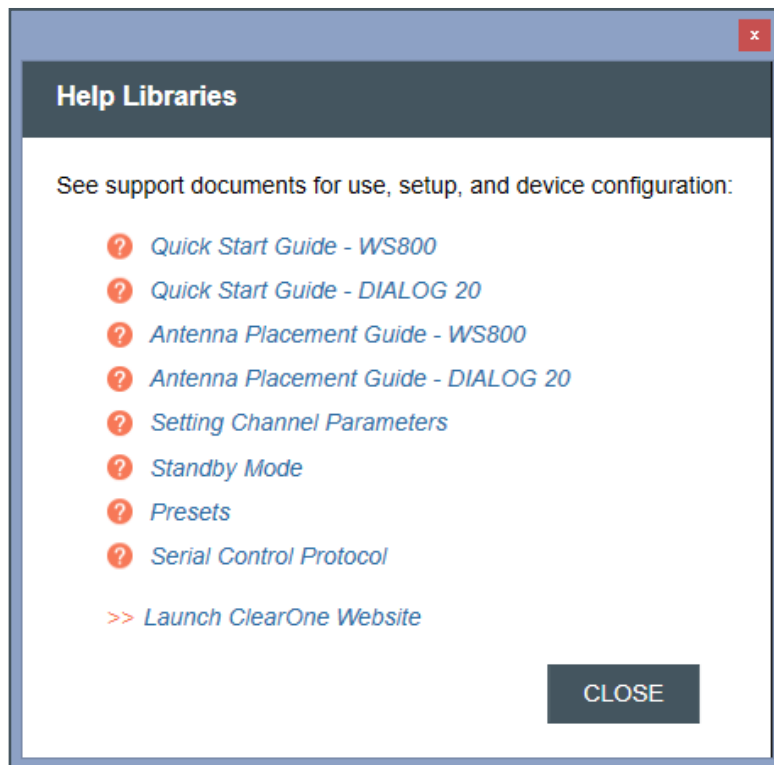 x
Help Libraries
See support documents for use, setup, and device configuration:
? Quick Start Guide - WS800
? Quick Start Guide - DIALOG 20
? Antenna Placement Guide - WS800
? Antenna Placement Guide - DIALOG 20
? Setting Channel Parameters
? Standby Mode
? Presets
? Serial Control Protocol
>> Launch ClearOne Website
CLOSE